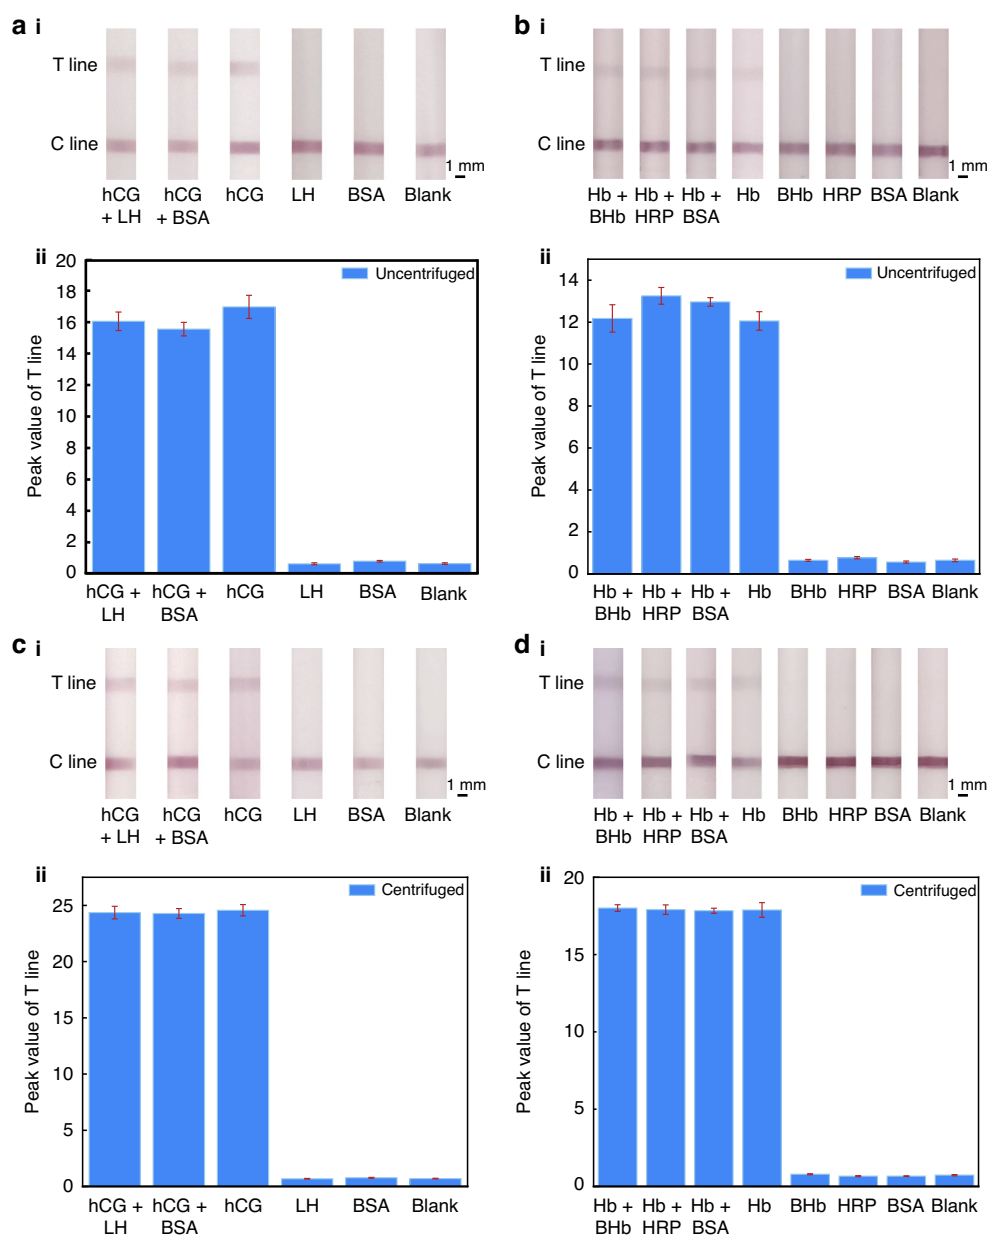 a i
T line
C line
1 mm
hCG + LH
hCG + BSA
hCG
LH
BSA
Blank
ii
Uncentrifuged
Peak value of T line
20
18
16
14
12
10
8
6
4
2
0
hCG + LH
hCG + BSA
hCG
LH
BSA
Blank
b i
T line
C line
1 mm
Hb + BHb
Hb + HRP
Hb + BSA
Hb
BHb
HRP
BSA
Blank
ii
Uncentrifuged
Peak value of T line
14
12
10
8
6
4
2
0
Hb + BHb
Hb + HRP
Hb + BSA
Hb
BHb
HRP
BSA
Blank
c i
T line
C line
1 mm
hCG + LH
hCG + BSA
hCG
LH
BSA
Blank
ii
Centrifuged
Peak value of T line
25
20
15
10
5
0
hCG + LH
hCG + BSA
hCG
LH
BSA
Blank
d i
T line
C line
1 mm
Hb + BHb
Hb + HRP
Hb + BSA
Hb
BHb
HRP
BSA
Blank
ii
Centrifuged
Peak value of T line
20
15
10
5
0
Hb + BHb
Hb + HRP
Hb + BSA
Hb
BHb
HRP
BSA
Blank